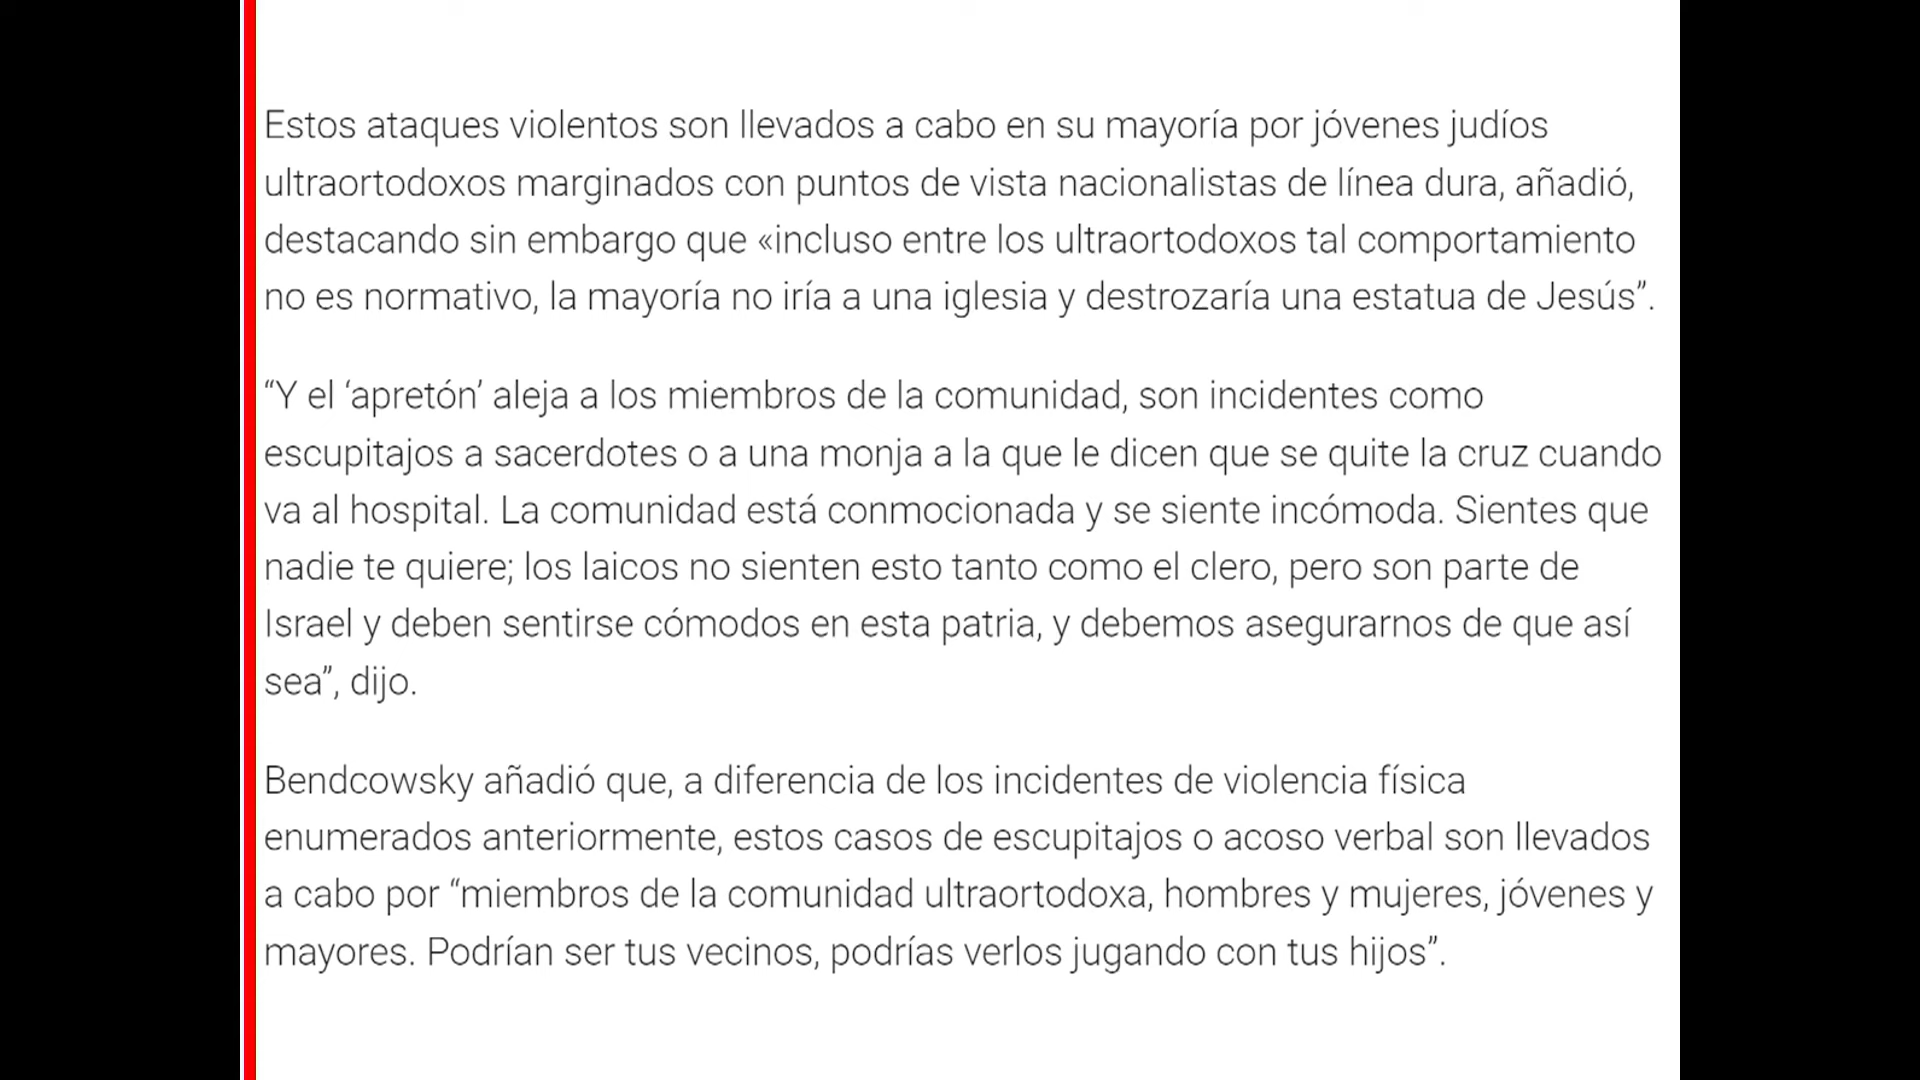 Estos ataques violentos son llevados a cabo en su mayoría por jóvenes judíos
ultraortodoxos marginados con puntos de vista nacionalistas de línea dura, añadió,
destacando sin embargo que «incluso entre los ultraortodoxos tal comportamiento
no es normativo, la mayoría no iría a una iglesia y destrozaría una estatua de Jesús”.
“Y el ‘apretón’ aleja a los miembros de la comunidad, son incidentes como
escupitajos a sacerdotes o a una monja a la que le dicen que se quite la cruz cuando
va al hospital. La comunidad está conmocionada y se siente incómoda. Sientes que
nadie te quiere; los laicos no sienten esto tanto como el clero, pero son parte de
Israel y deben sentirse cómodos en esta patria, y debemos asegurarnos de que así
sea”, dijo.
Bendcowsky añadió que, a diferencia de los incidentes de violencia física
enumerados anteriormente, estos casos de escupitajos o acoso verbal son llevados
a cabo por “miembros de la comunidad ultraortodoxa, hombres y mujeres, jóvenes y
mayores. Podrían ser tus vecinos, podrías verlos jugando con tus hijos”.